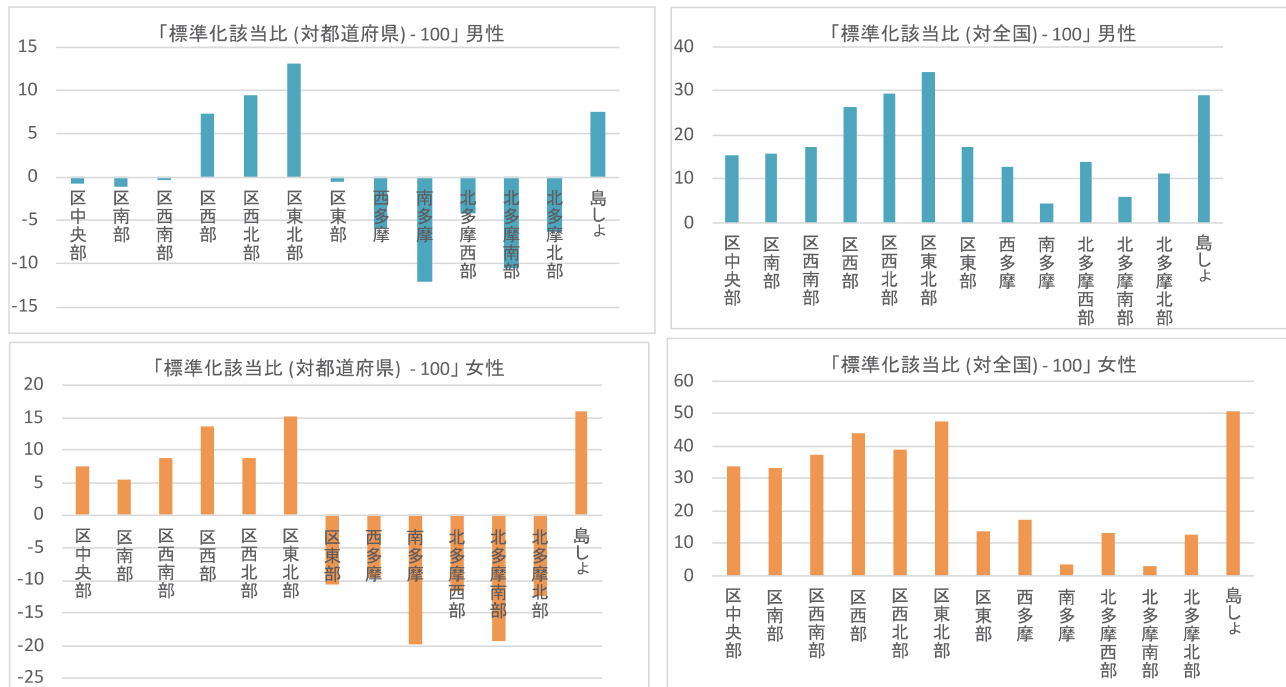 「標準化該当比 (対都道府県) - 100」 男性
15
10
5
0
-5
-10
-15
区中央部
区南部
区西南部
区西部
区西北部
区東北部
区東部
西多摩
南多摩
北多摩西部
北多摩南部
北多摩北部
島しょ
「標準化該当比 (対全国) - 100」 男性
40
30
20
10
0
区中央部
区南部
区西南部
区西部
区西北部
区東北部
区東部
西多摩
南多摩
北多摩西部
北多摩南部
北多摩北部
島しょ
「標準化該当比 (対都道府県) - 100」 女性
20
15
10
5
0
-5
-10
-15
-20
-25
区中央部
区南部
区西南部
区西部
区西北部
区東北部
区東部
西多摩
南多摩
北多摩西部
北多摩南部
北多摩北部
島しょ
「標準化該当比 (対全国) - 100」 女性
60
50
40
30
20
10
0
区中央部
区南部
区西南部
区西部
区西北部
区東北部
区東部
西多摩
南多摩
北多摩西部
北多摩南部
北多摩北部
島しょ